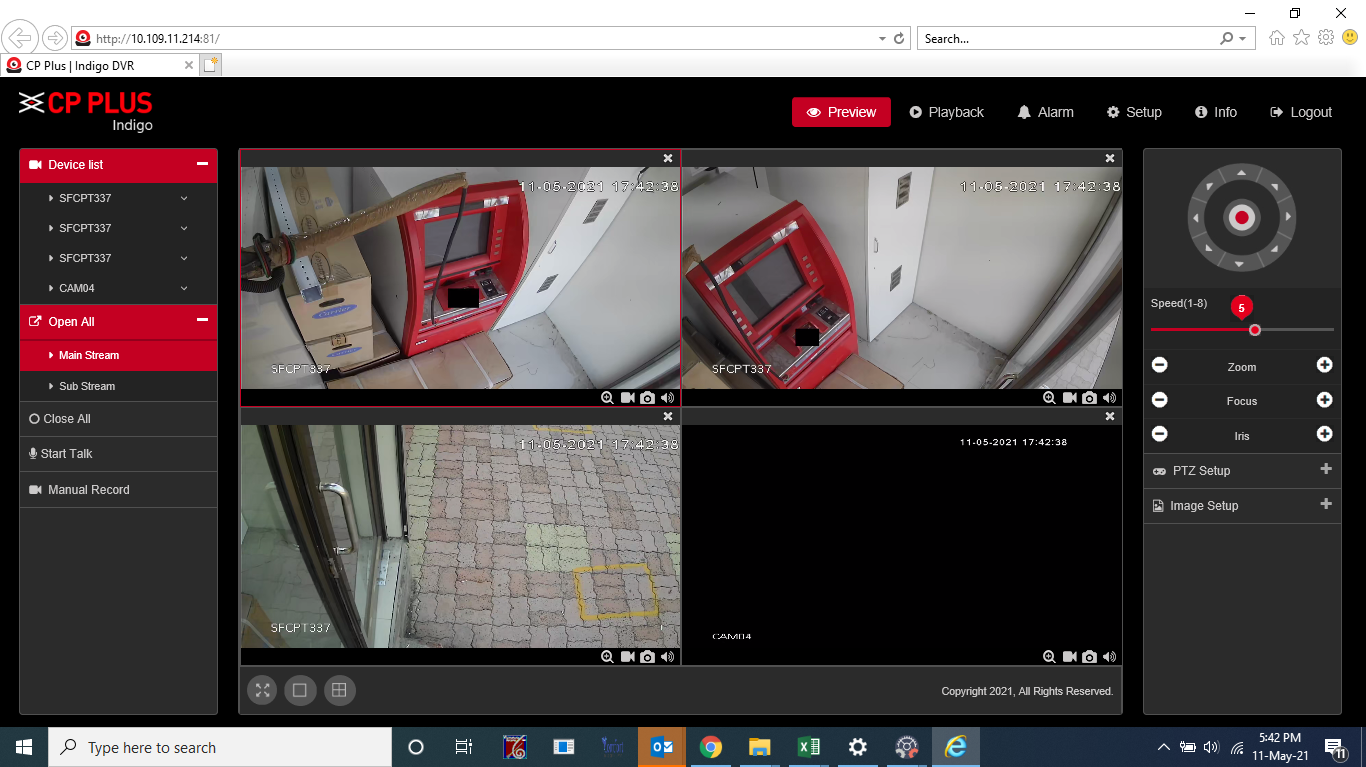 http://10.109.11.214:81/
Search...
CP Plus | Indigo DVR
CP PLUS
Indigo
Preview
Playback
Alarm
Setup
Info
Logout
Device list
SFCPT337
SFCPT337
SFCPT337
CAM04
Open All
Main Stream
Sub Stream
Close All
Start Talk
Manual Record
11-05-2021 17:42:38
SFCPT337
11-05-2021 17:42:38
SFCPT337
11-05-2021 17:42:38
SFCPT337
11-05-2021 17:42:38
CAM04
Copyright 2021, All Rights Reserved.
Speed(1-8)
5
Zoom
Focus
Iris
PTZ Setup
Image Setup
Type here to search
5:42 PM
11-May-21
11